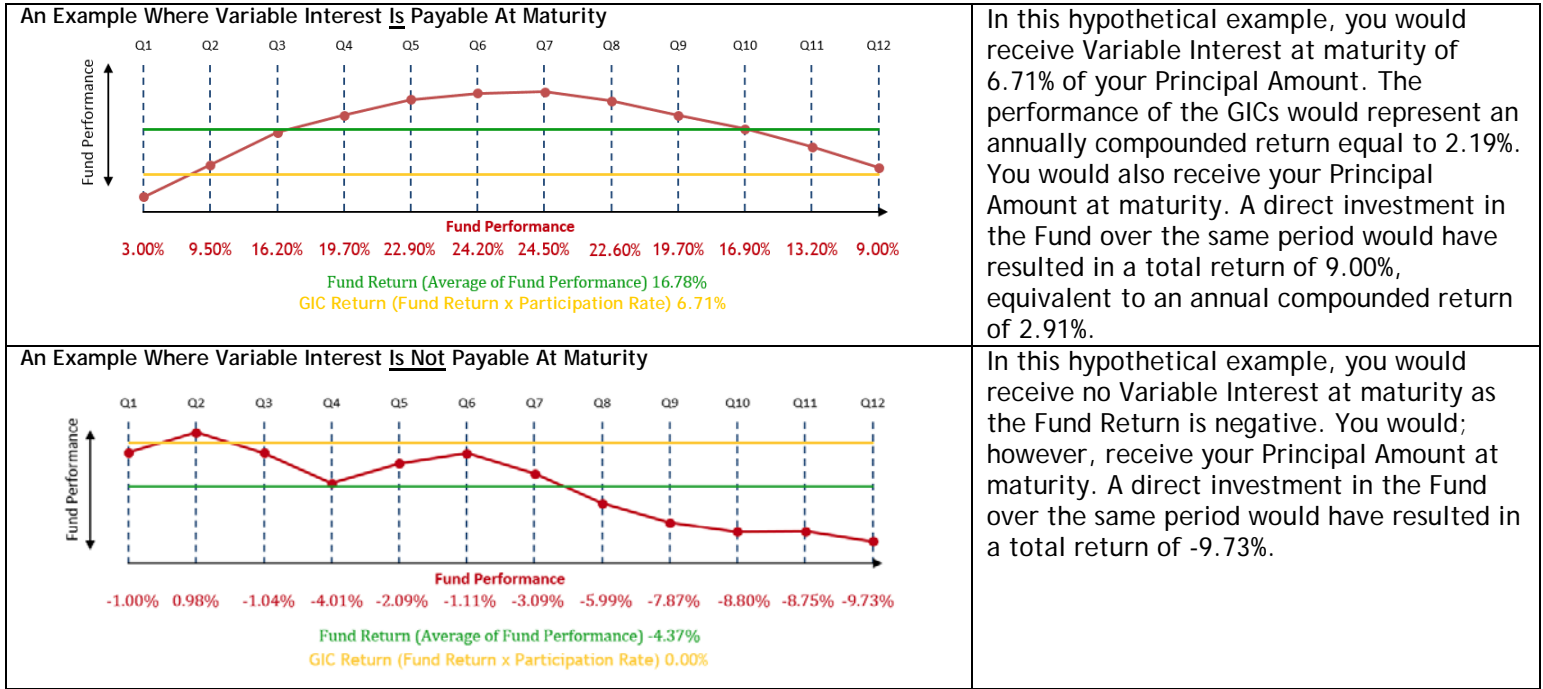 An Example Where Variable Interest Is Payable At Maturity
Q1 Q2 Q3 Q4 Q5 Q6 Q7 Q8 Q9 Q10 Q11 Q12
Fund Performance
Fund Performance
3.00% 9.50% 16.20% 19.70% 22.90% 24.20% 24.50% 22.60% 19.70% 16.90% 13.20% 9.00%
Fund Return (Average of Fund Performance) 16.78%
GIC Return (Fund Return x Participation Rate) 6.71%
In this hypothetical example, you would
receive Variable Interest at maturity of
6.71% of your Principal Amount. The
performance of the GICs would represent an
annually compounded return equal to 2.19%.
You would also receive your Principal
Amount at maturity. A direct investment in
the Fund over the same period would have
resulted in a total return of 9.00%,
equivalent to an annual compounded return
of 2.91%.
An Example Where Variable Interest Is Not Payable At Maturity
Q1 Q2 Q3 Q4 Q5 Q6 Q7 Q8 Q9 Q10 Q11 Q12
Fund Performance
Fund Performance
-1.00% 0.98% -1.04% -4.01% -2.09% -1.11% -3.09% -5.99% -7.87% -8.80% -8.75% -9.73%
Fund Return (Average of Fund Performance) -4.37%
GIC Return (Fund Return x Participation Rate) 0.00%
In this hypothetical example, you would
receive no Variable Interest at maturity as
the Fund Return is negative. You would;
however, receive your Principal Amount at
maturity. A direct investment in the Fund
over the same period would have resulted in
a total return of -9.73%.